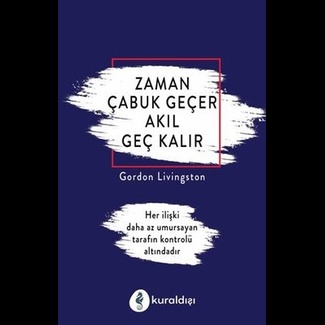 ZAMAN
ÇABUK GEÇER
AKIL
GEÇ KALIR
Gordon Livingston
Her ilişki
daha az umursayan
tarafın kontrolü
altındadır
kuraldışı